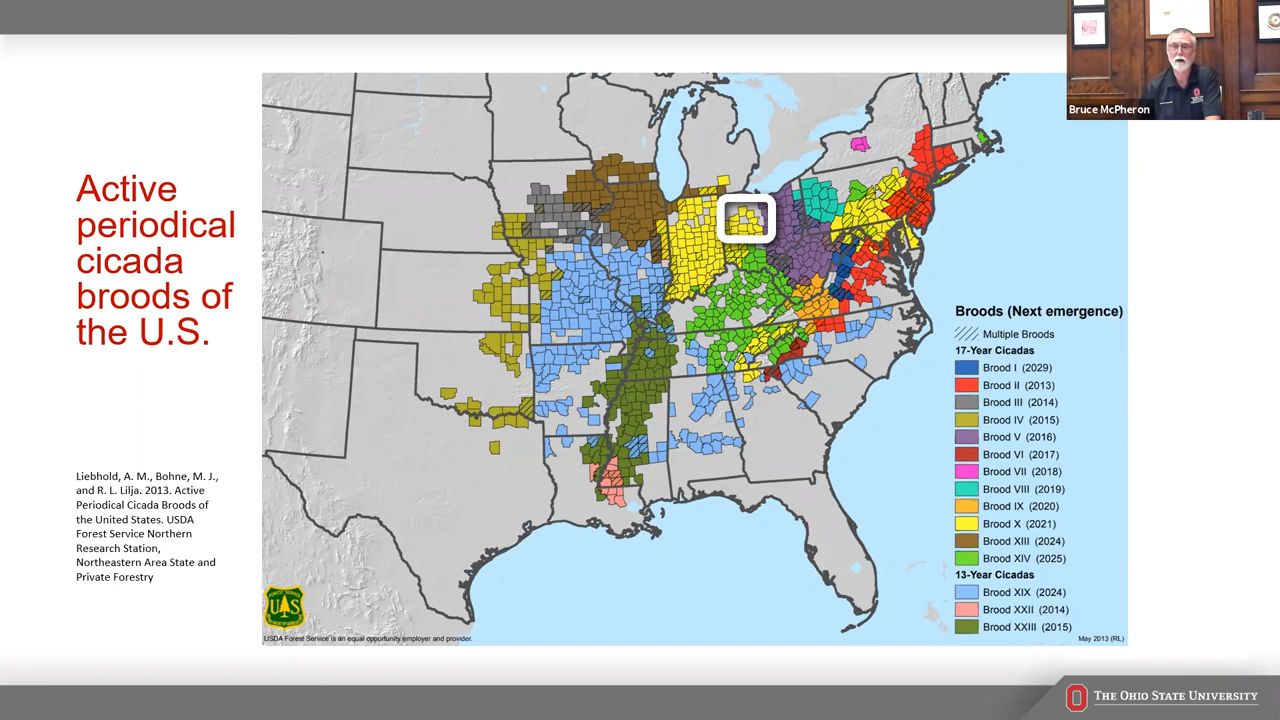 Bruce McPheron
Active
periodical
cicada
broods of
the U.S.
Liebhold, A. M., Bohne, M. J.,
and R. L. Lilja. 2013. Active
Periodical Cicada Broods of
the United States. USDA
Forest Service Northern
Research Station,
Northeastern Area State and
Private Forestry
Broods (Next emergence)
Multiple Broods
17-Year Cicadas
Brood I (2029)
Brood II (2013)
Brood III (2014)
Brood IV (2015)
Brood V (2016)
Brood VI (2017)
Brood VII (2018)
Brood VIII (2019)
Brood IX (2020)
Brood X (2021)
Brood XIII (2024)
Brood XIV (2025)
13-Year Cicadas
Brood XIX (2024)
Brood XXII (2014)
Brood XXIII (2015)
U S
USDA Forest Service is an equal opportunity employer and provider.
May 2013 (RL)
THE OHIO STATE UNIVERSITY